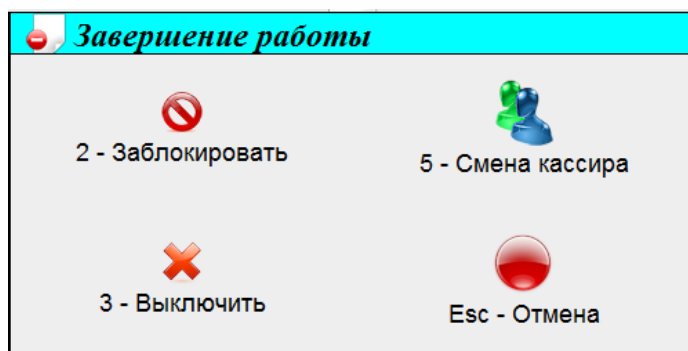 Завершение работы
2 - Заблокировать
5 - Смена кассира
3 - Выключить
Esc - Отмена